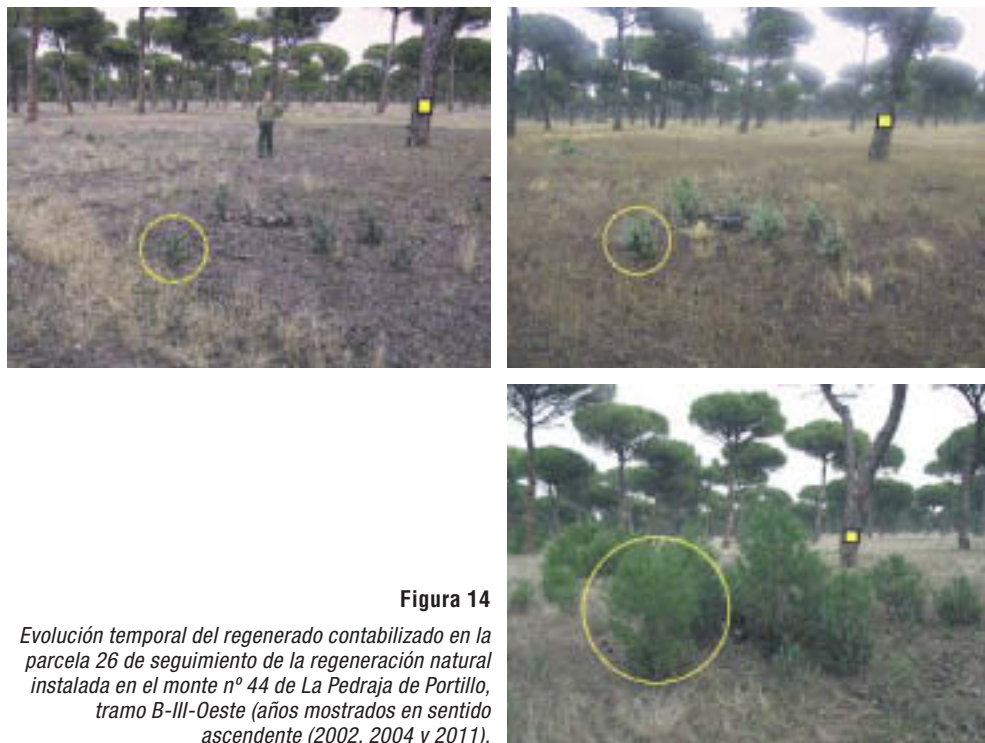 Figura 14
Evolución temporal del regenerado contabilizado en la
parcela 26 de seguimiento de la regeneración natural
instalada en el monte nº 44 de La Pedraja de Portillo,
tramo B-III-Oeste (años mostrados en sentido
ascendente (2002, 2004 y 2011).